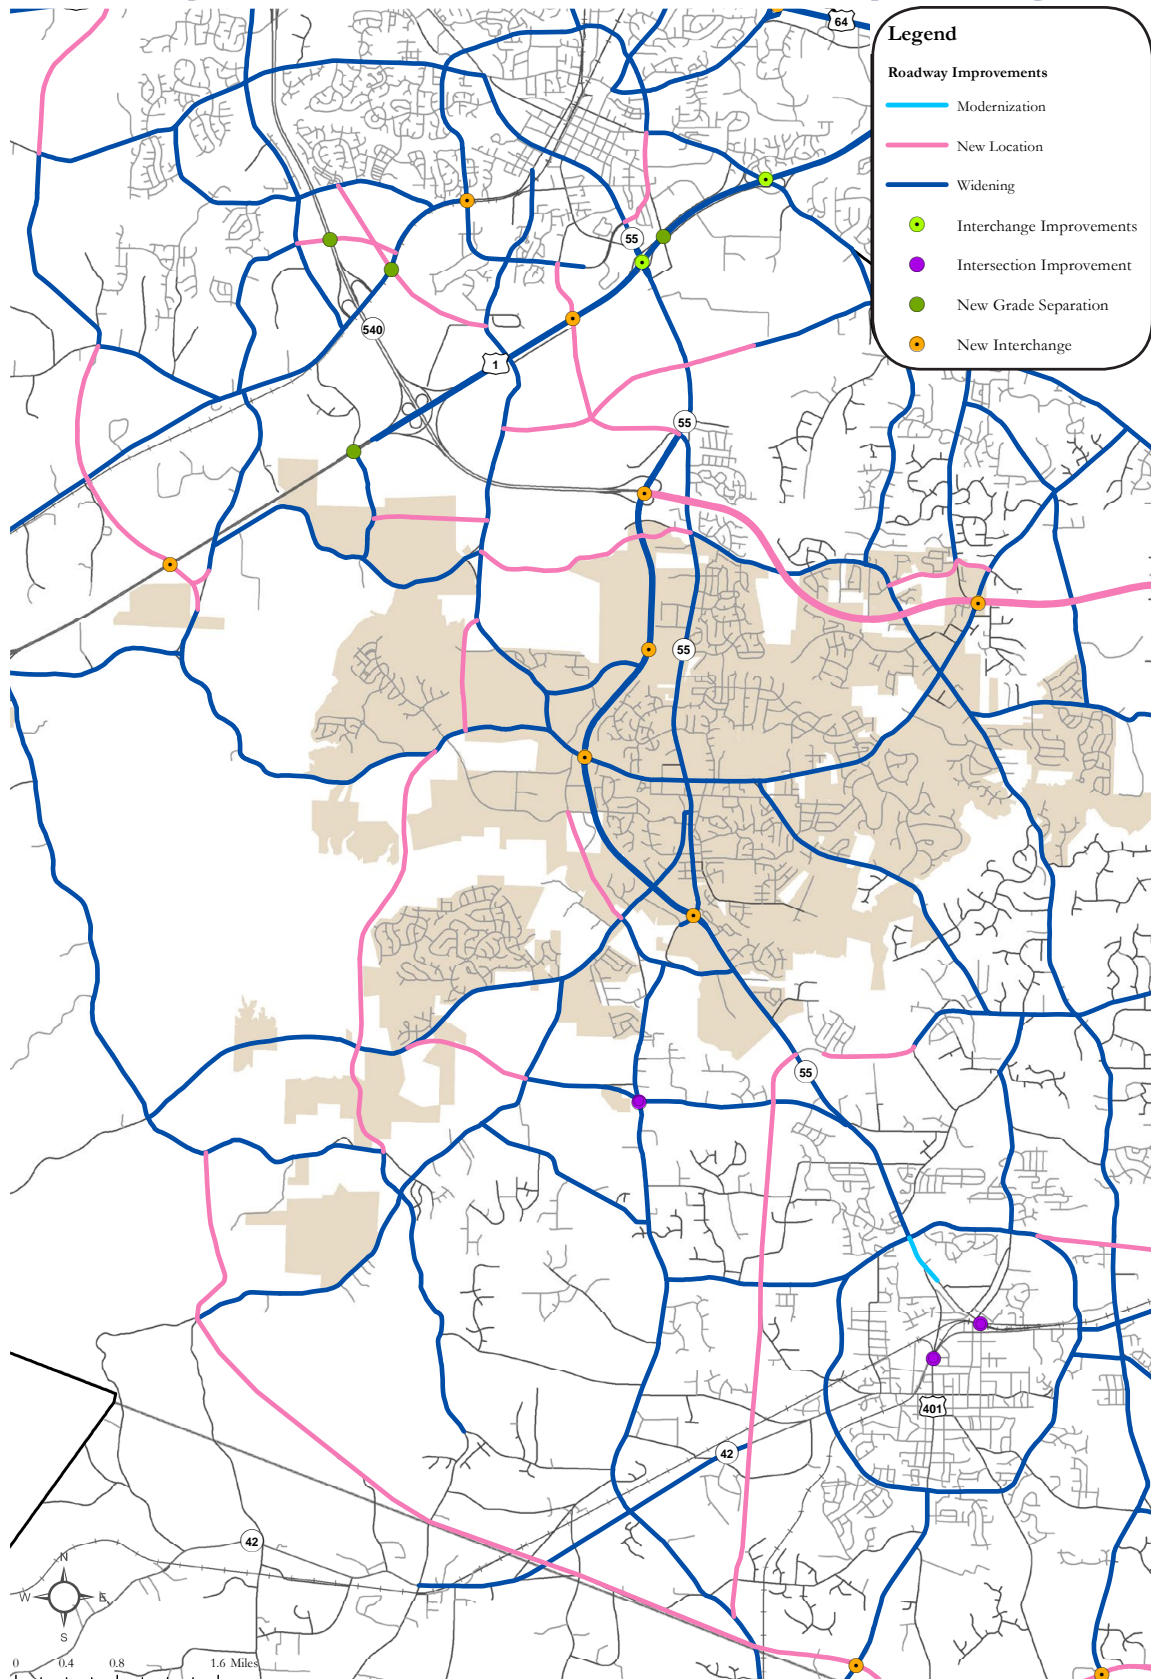 64
Legend
Roadway Improvements
Modernization
New Location
Widening
Interchange Improvements
Intersection Improvement
New Grade Separation
New Interchange
55
540
1
55
55
55
401
42
42
N
W E
S
0 0.4 0.8 1.6 Miles